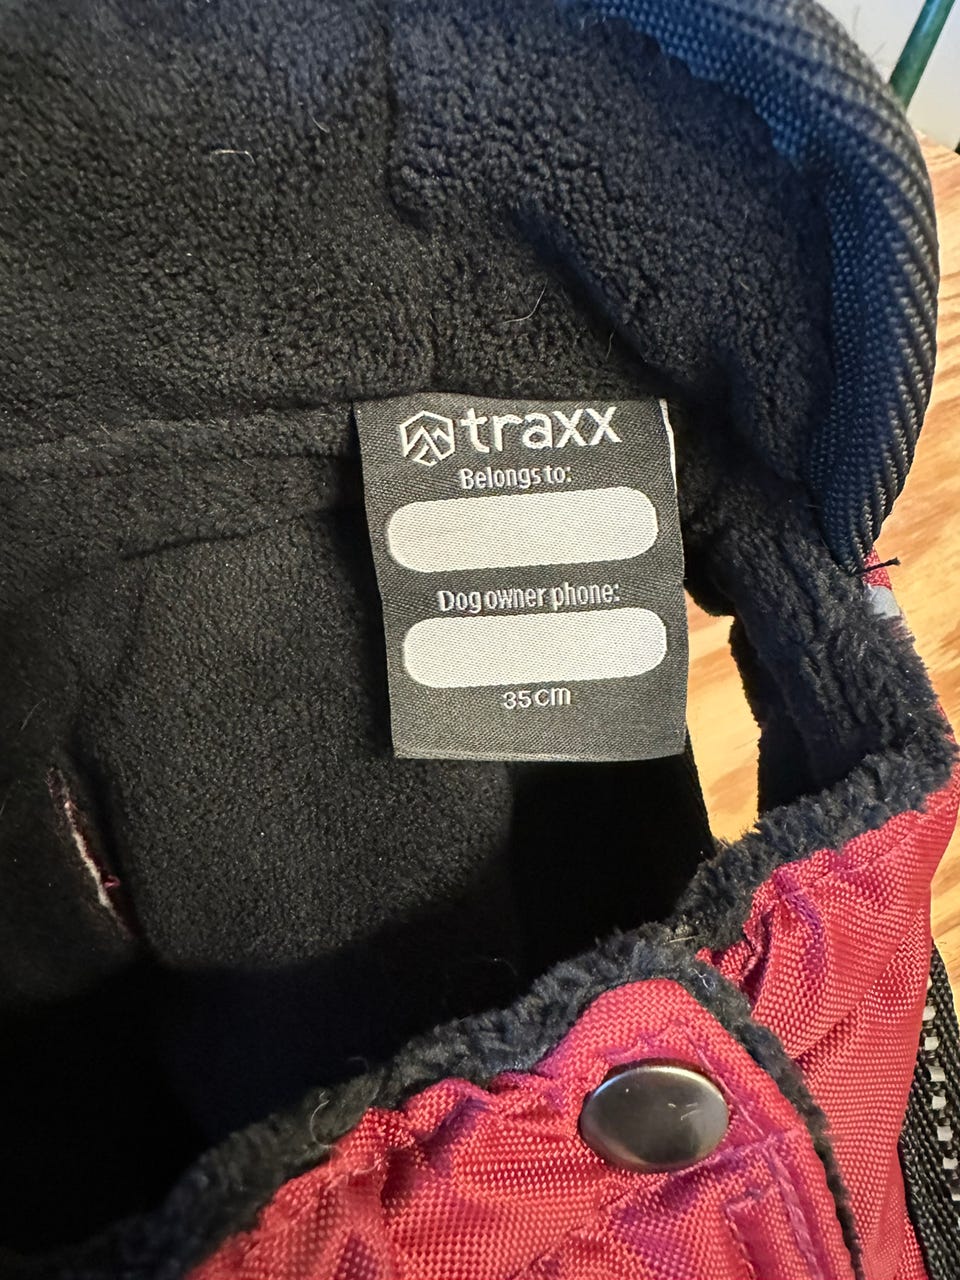 traxx
Belongs to:
Dog owner phone:
35cm